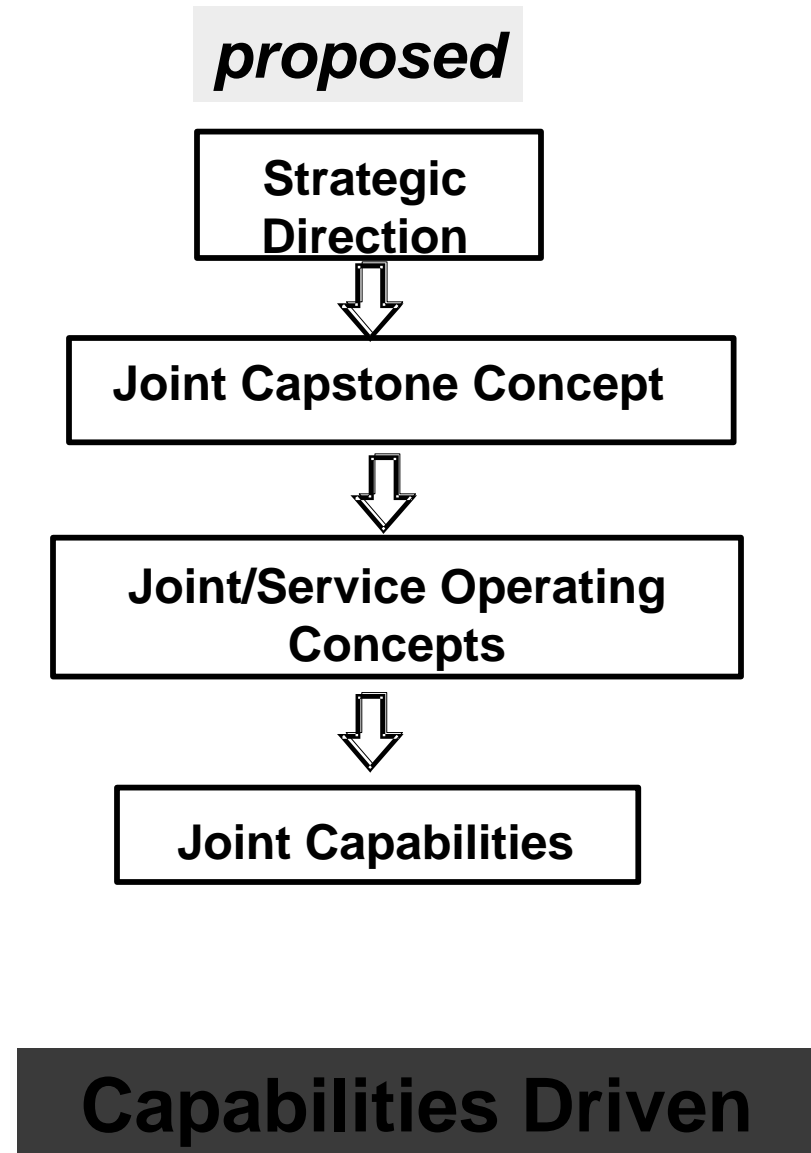 proposed
Strategic
Direction
Joint Capstone Concept
Joint/Service Operating
Concepts
Joint Capabilities
Capabilities Driven